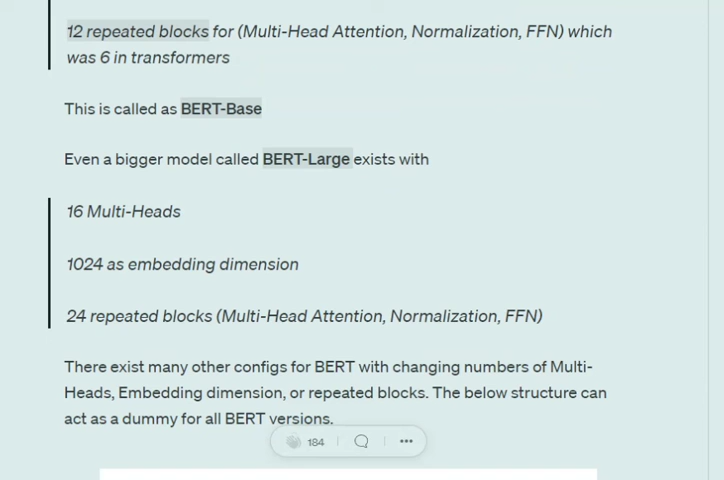 12 repeated blocks for (Multi-Head Attention, Normalization, FFN) which
was 6 in transformers
This is called as BERT-Base
Even a bigger model called BERT-Large exists with
16 Multi-Heads
1024 as embedding dimension
24 repeated blocks (Multi-Head Attention, Normalization, FFN)
There exist many other configs for BERT with changing numbers of Multi-
Heads, Embedding dimension, or repeated blocks. The below structure can
act as a dummy for all BERT versions.
184